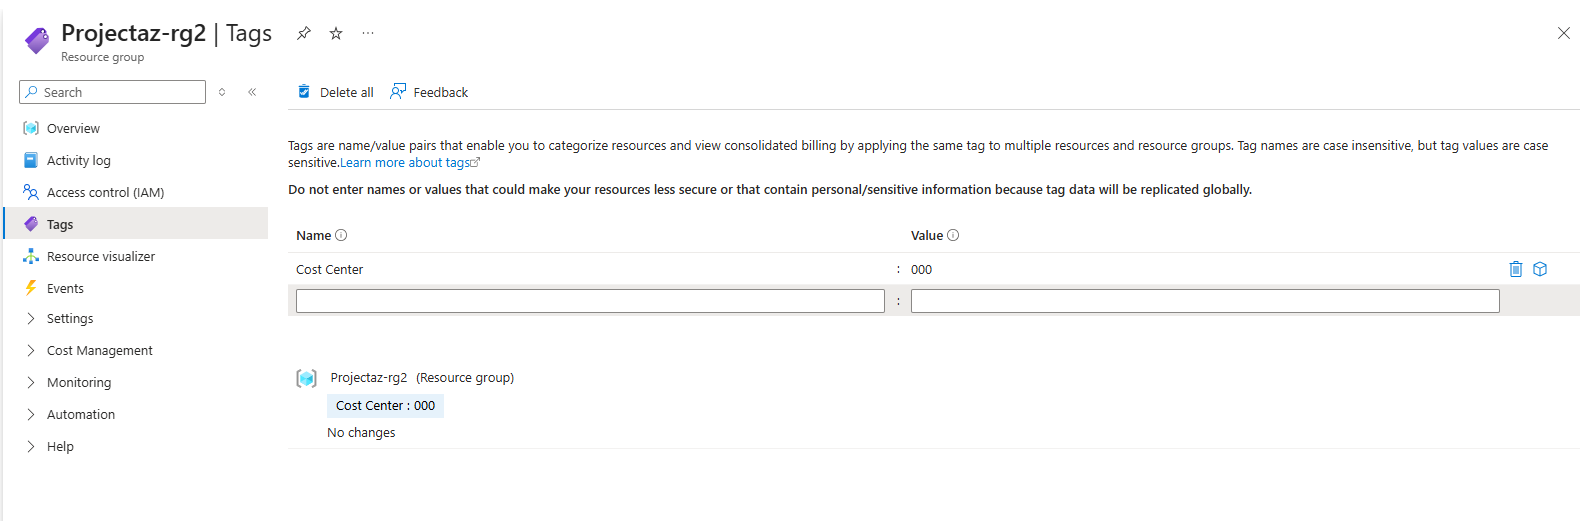 Projectaz-rg2 | Tags
Resource group
Search
Delete all
Feedback
Overview
Activity log
Access control (IAM)
Tags
Resource visualizer
Events
Settings
Cost Management
Monitoring
Automation
Help
Tags are name/value pairs that enable you to categorize resources and view consolidated billing by applying the same tag to multiple resources and resource groups. Tag names are case insensitive, but tag values are case
sensitive.Learn more about tags
Do not enter names or values that could make your resources less secure or that contain personal/sensitive information because tag data will be replicated globally.
Name Value
Cost Center : 000
:
Projectaz-rg2 (Resource group)
Cost Center : 000
No changes